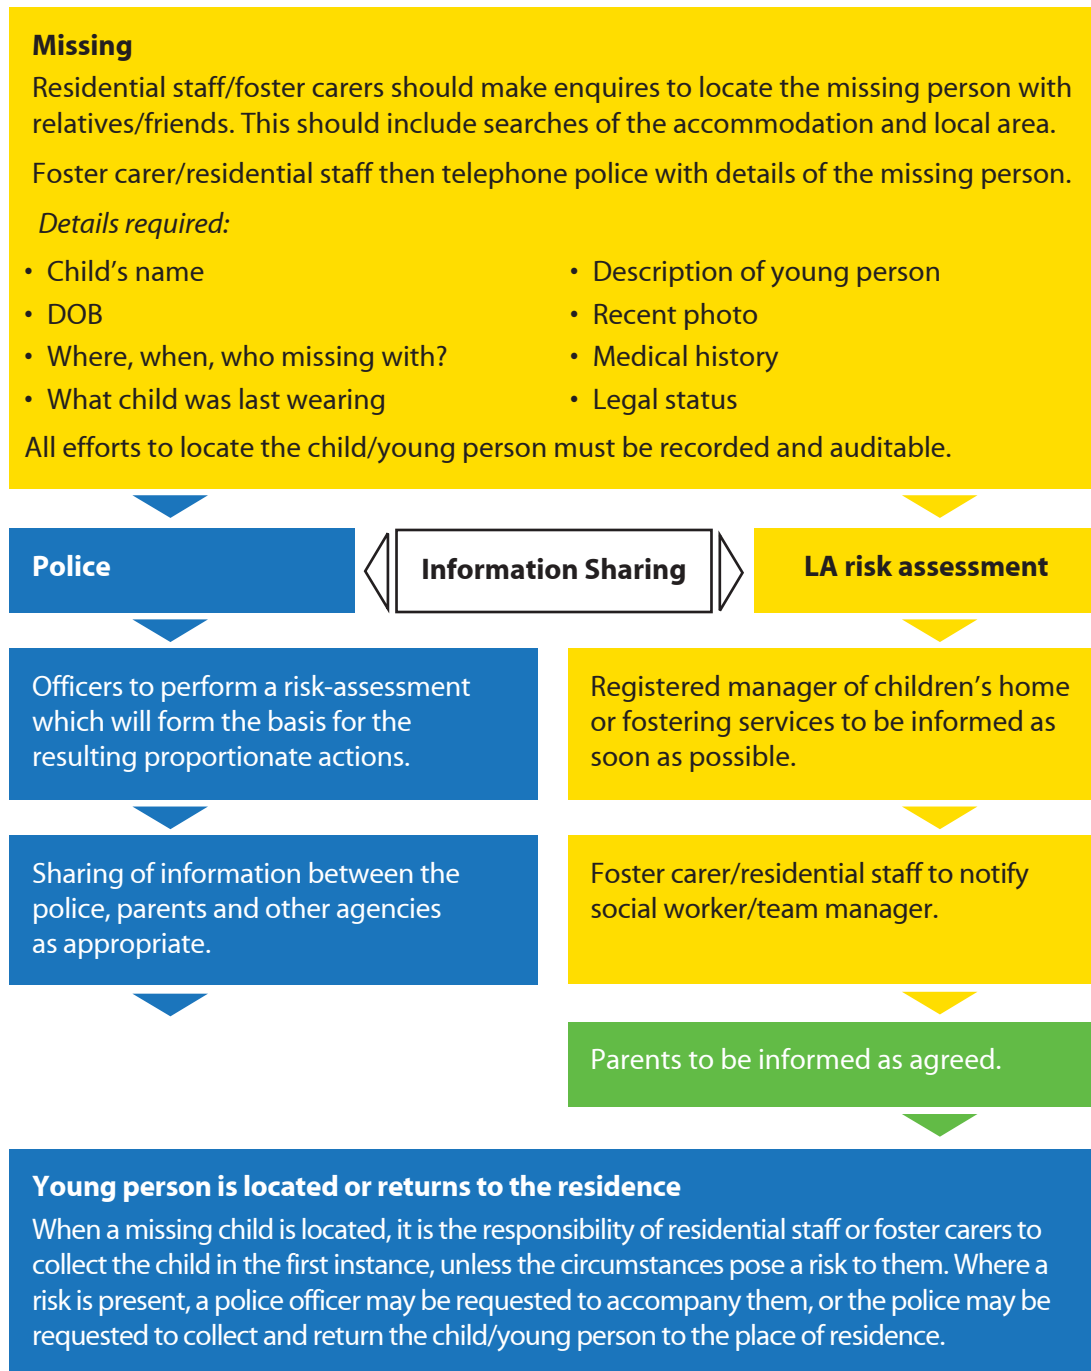 Missing
Residential staff/foster carers should make enquires to locate the missing person with
relatives/friends. This should include searches of the accommodation and local area.
Foster carer/residential staff then telephone police with details of the missing person.
Details required:
• Child’s name
• DOB
• Where, when, who missing with?
• What child was last wearing
• Description of young person
• Recent photo
• Medical history
• Legal status
All efforts to locate the child/young person must be recorded and auditable.
Police
Information Sharing
LA risk assessment
Officers to perform a risk-assessment
which will form the basis for the
resulting proportionate actions.
Registered manager of children’s home
or fostering services to be informed as
soon as possible.
Sharing of information between the
police, parents and other agencies
as appropriate.
Foster carer/residential staff to notify
social worker/team manager.
Parents to be informed as agreed.
Young person is located or returns to the residence
When a missing child is located, it is the responsibility of residential staff or foster carers to
collect the child in the first instance, unless the circumstances pose a risk to them. Where a
risk is present, a police officer may be requested to accompany them, or the police may be
requested to collect and return the child/young person to the place of residence.